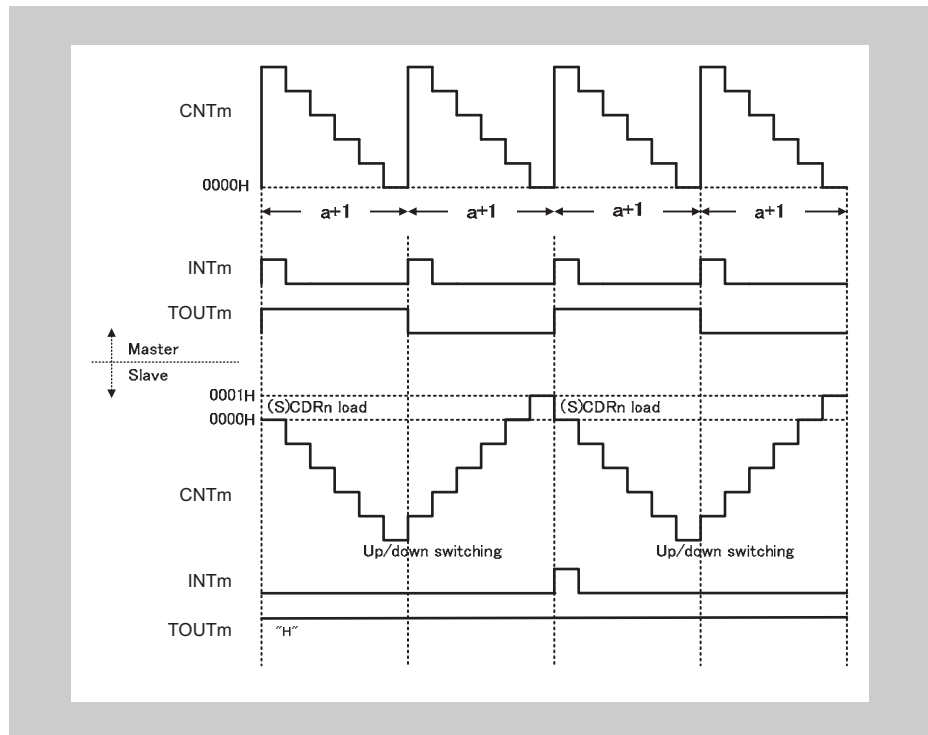 CNTm
0000H
a+1 a+1 a+1 a+1
INTm
TOUTm
Master
Slave
0001H
(S)CDRn load (S)CDRn load
0000H
CNTm
Up/down switching Up/down switching
INTm
TOUTm
"H"